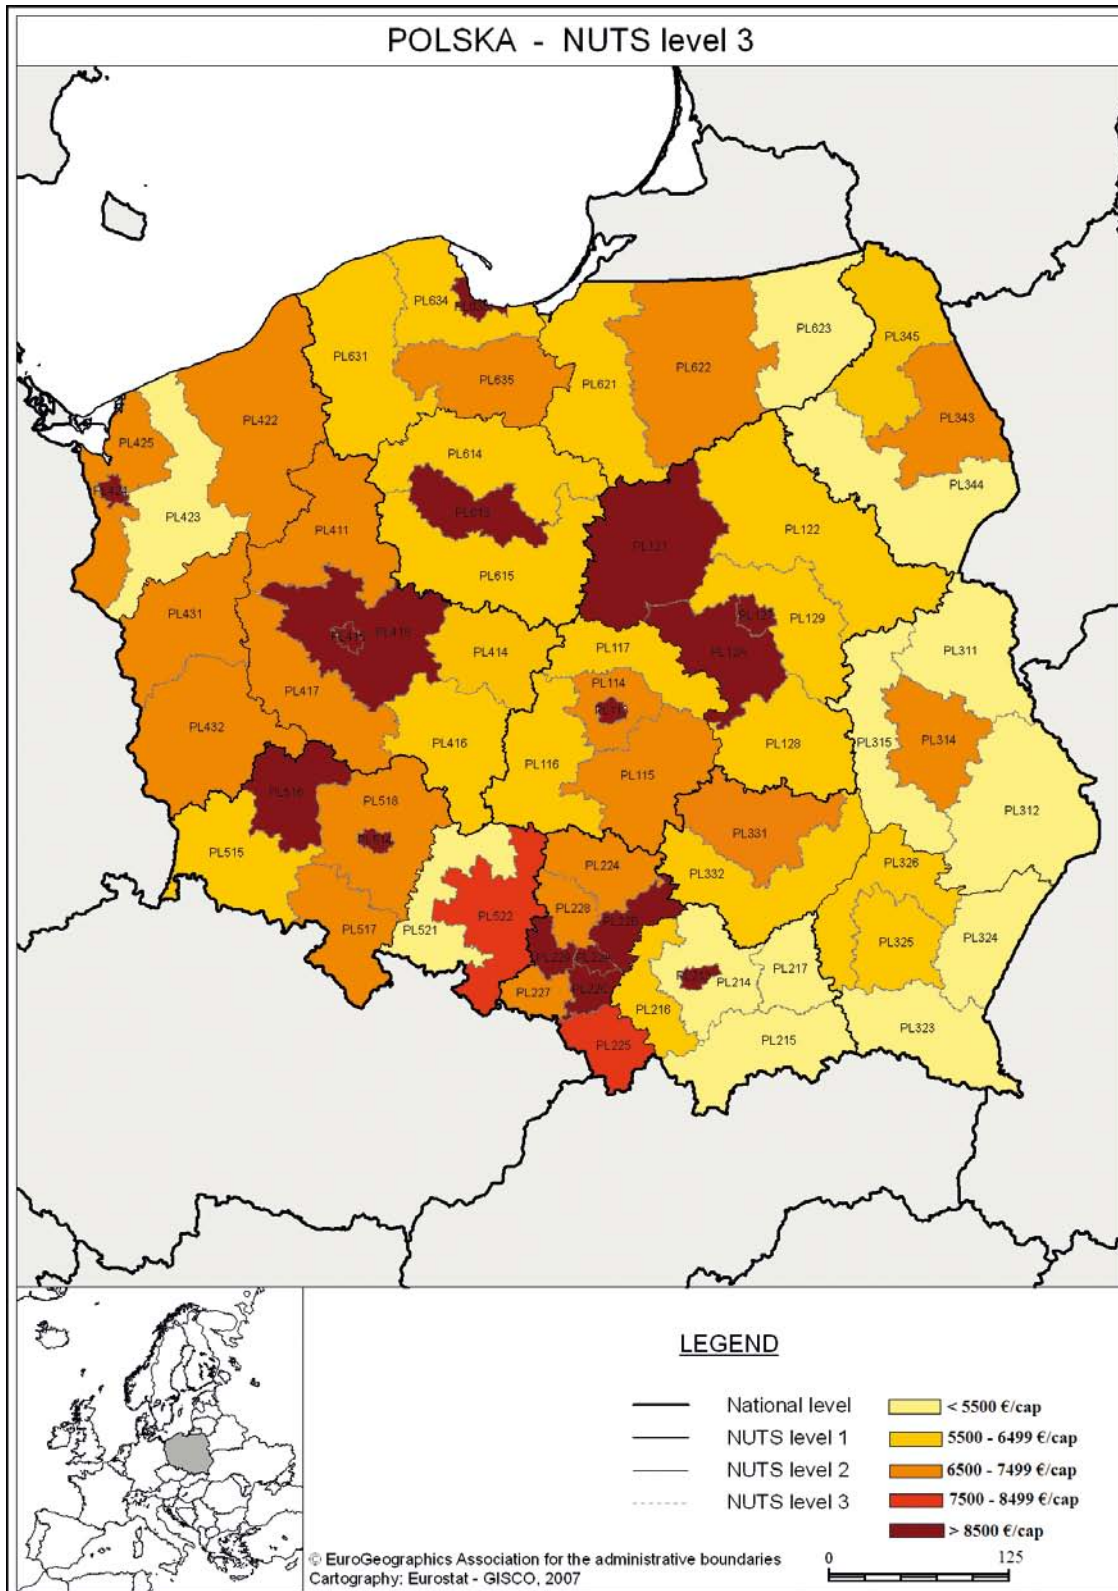 POLSKA - NUTS level 3
PL634
PL623
PL345
PL631
PL635
PL621
PL622
PL343
PL422
PL425
PL614
PL344
PL423
PL411
PL613
PL121
PL122
PL615
PL431
PL129
PL414
PL117
PL311
PL417
PL114
PL432
PL416
PL315
PL314
PL128
PL116
PL115
PL516
PL518
PL312
PL331
PL515
PL514
PL224
PL332
PL326
PL228
PL522
PL517
PL521
PL325
PL324
PL217
PL214
PL227
PL22C
PL216
PL215
PL323
PL225
LEGEND
National level
NUTS level 1
NUTS level 2
NUTS level 3
< 5500 €/cap
5500 - 6499 €/cap
6500 - 7499 €/cap
7500 - 8499 €/cap
> 8500 €/cap
© EuroGeographics Association for the administrative boundaries
Cartography: Eurostat - GISCO, 2007
0 125